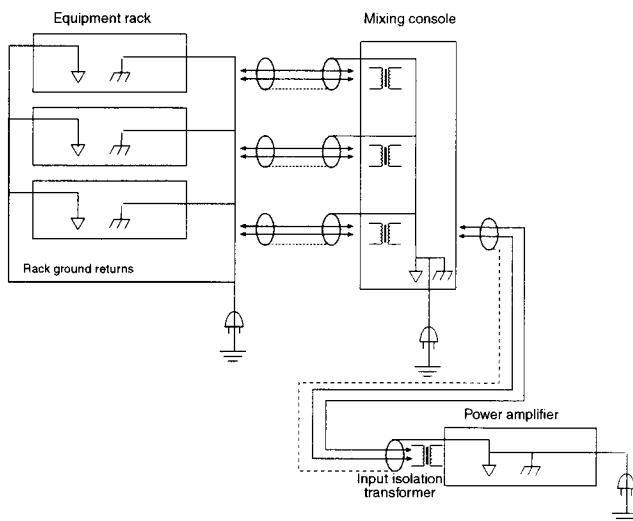 Equipment rack
Mixing console
Rack ground returns
Power amplifier
Input isolation
transformer